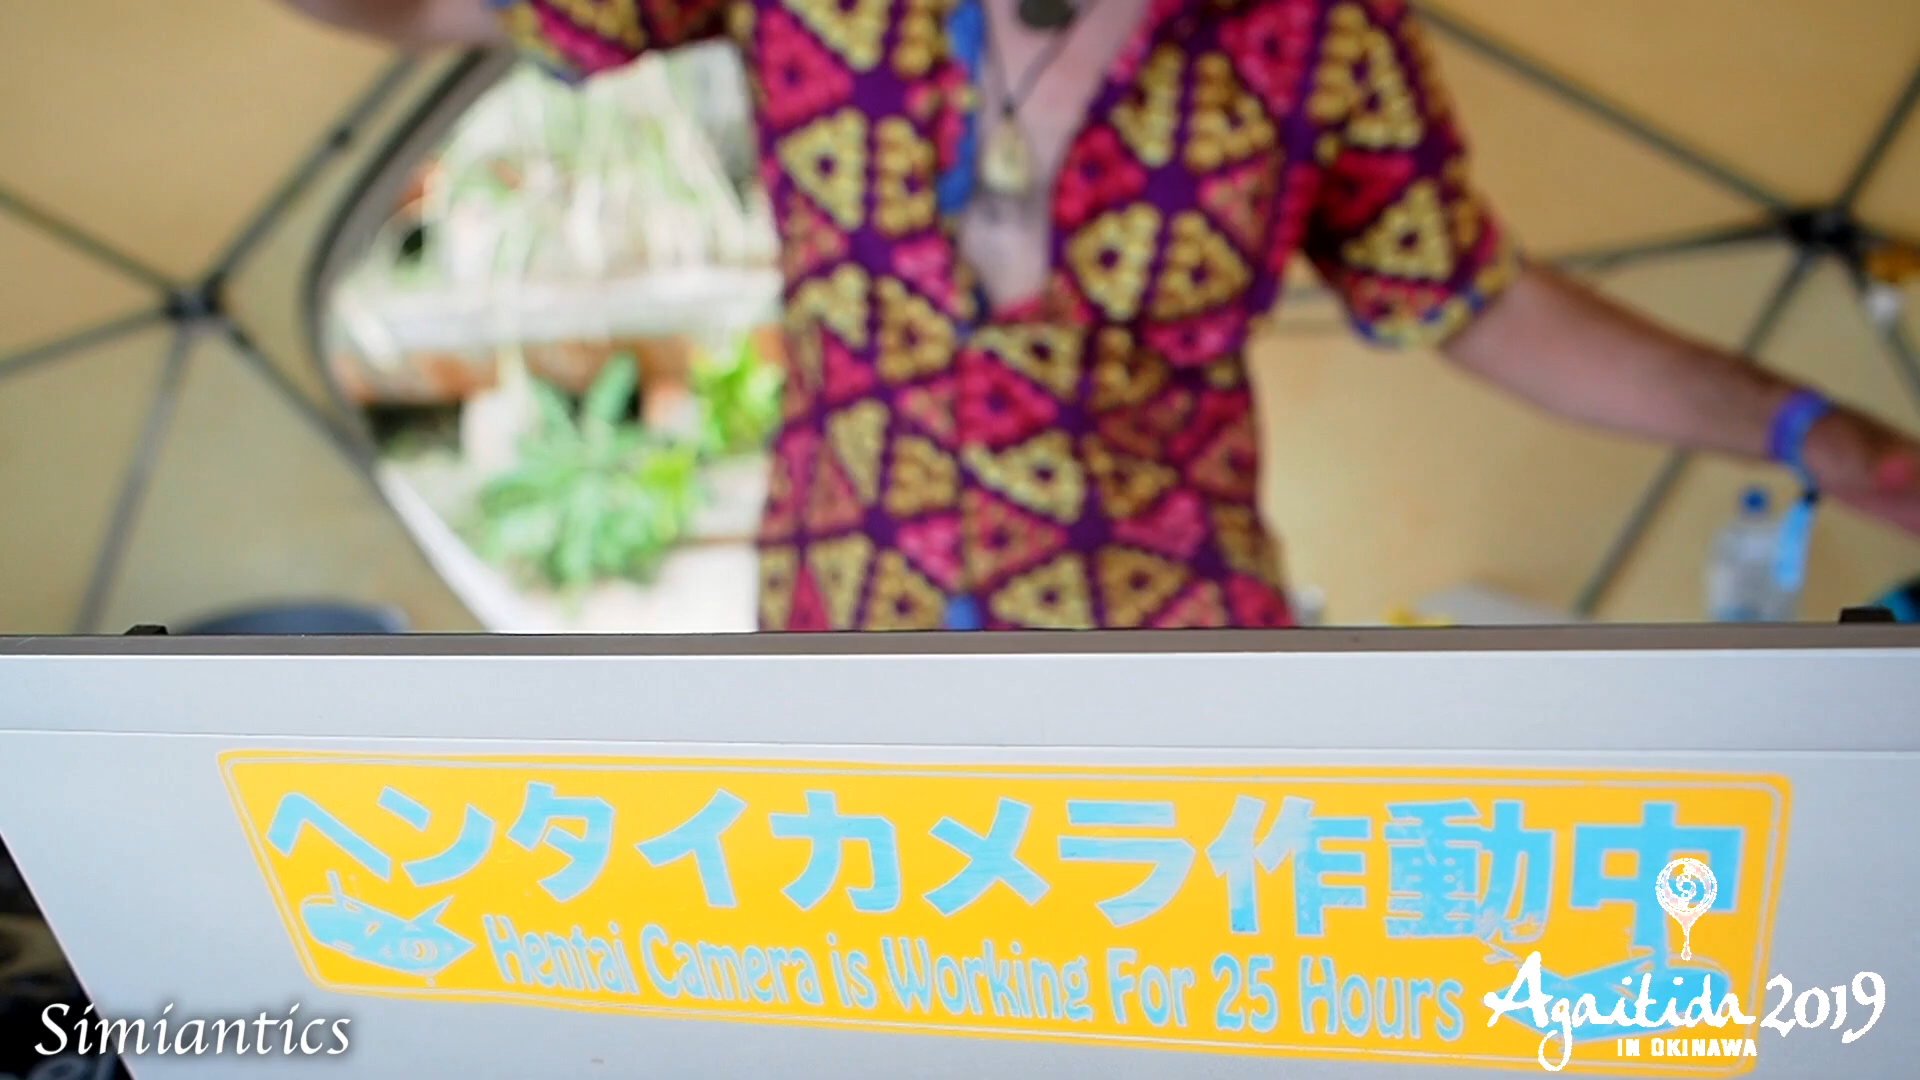 ヘンタイカメラ作動中
Hentai Camera is Working For 25 Hours
Simiantics
Agaitida 2019
IN OKINAWA